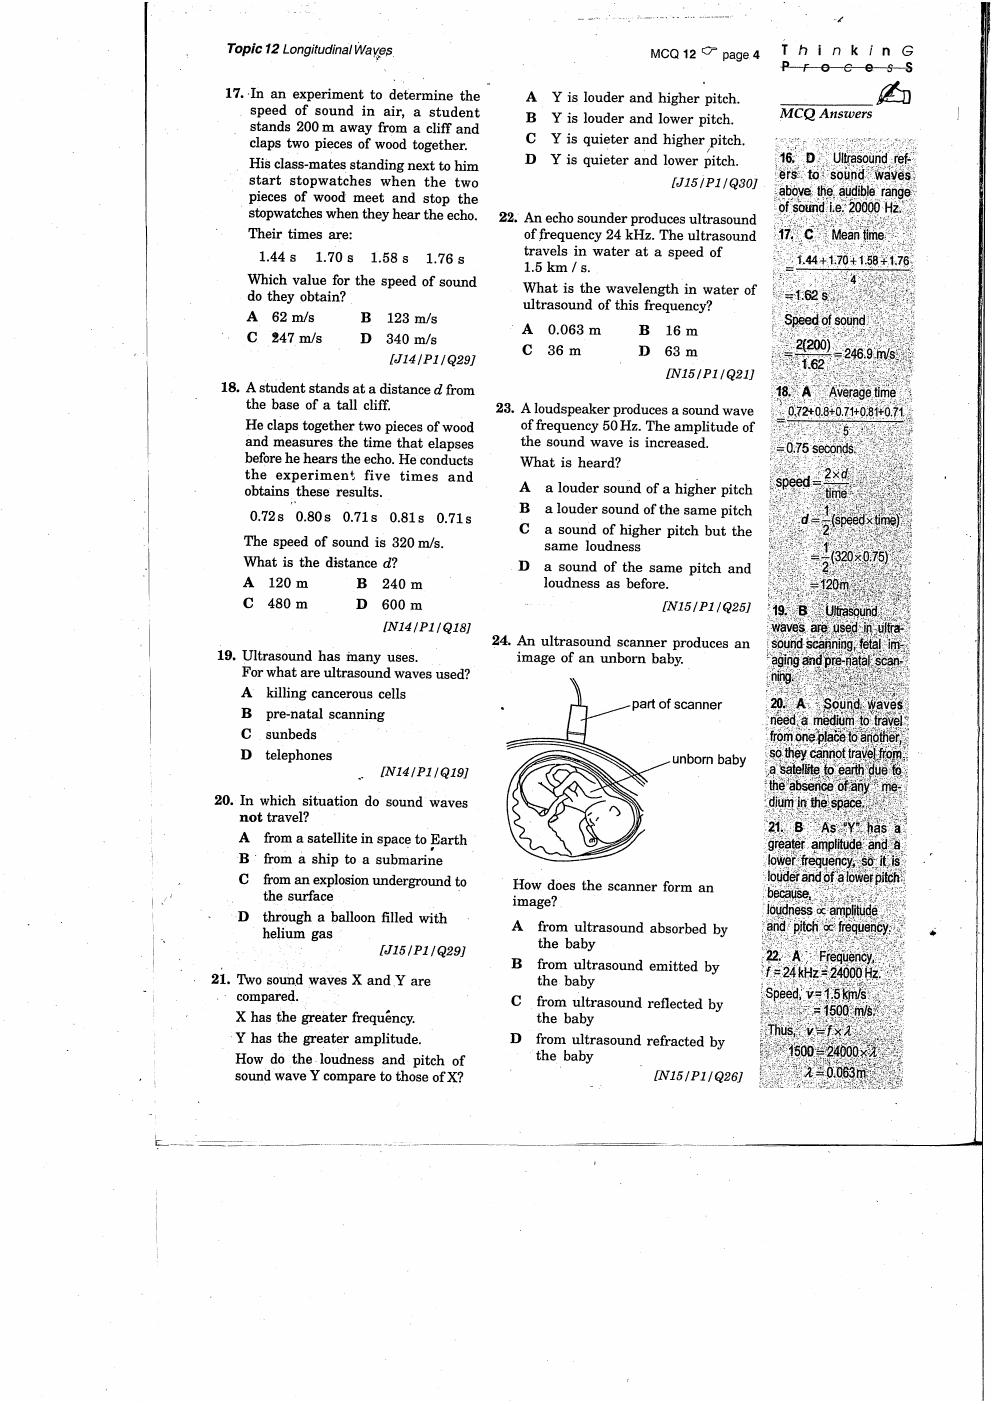 Topic 12 Longitudinal Waves
MCQ 12 ☞ page 4
ThinkinG
ProcesS
MCQ Answers
17. In an experiment to determine the
speed of sound in air, a student
stands 200 m away from a cliff and
claps two pieces of wood together.
His class-mates standing next to him
start stopwatches when the two
pieces of wood meet and stop the
stopwatches when they hear the echo.
Their times are:
1.44 s 1.70 s 1.58 s 1.76 s
Which value for the speed of sound
do they obtain?
A 62 m/s B 123 m/s
C 247 m/s D 340 m/s
[J14/P1/Q29]
18. A student stands at a distance d from
the base of a tall cliff.
He claps together two pieces of wood
and measures the time that elapses
before he hears the echo. He conducts
the experiment five times and
obtains these results.
0.72 s 0.80 s 0.71 s 0.81 s 0.71 s
The speed of sound is 320 m/s.
What is the distance d?
A 120 m B 240 m
C 480 m D 600 m
[N14/P1/Q18]
19. Ultrasound has many uses.
For what are ultrasound waves used?
A killing cancerous cells
B pre-natal scanning
C sunbeds
D telephones
[N14/P1/Q19]
20. In which situation do sound waves
not travel?
A from a satellite in space to Earth
B from a ship to a submarine
C from an explosion underground to
the surface
D through a balloon filled with
helium gas
[J15/P1/Q29]
21. Two sound waves X and Y are
compared.
X has the greater frequency.
Y has the greater amplitude.
How do the loudness and pitch of
sound wave Y compare to those of X?
A Y is louder and higher pitch.
B Y is louder and lower pitch.
C Y is quieter and higher pitch.
D Y is quieter and lower pitch.
[J15/P1/Q30]
22. An echo sounder produces ultrasound
of frequency 24 kHz. The ultrasound
travels in water at a speed of
1.5 km / s.
What is the wavelength in water of
ultrasound of this frequency?
A 0.063 m B 16 m
C 36 m D 63 m
[N15/P1/Q21]
23. A loudspeaker produces a sound wave
of frequency 50 Hz. The amplitude of
the sound wave is increased.
What is heard?
A a louder sound of a higher pitch
B a louder sound of the same pitch
C a sound of higher pitch but the
same loudness
D a sound of the same pitch and
loudness as before.
[N15/P1/Q25]
24. An ultrasound scanner produces an
image of an unborn baby.
part of scanner
unborn baby
How does the scanner form an
image?
A from ultrasound absorbed by
the baby
B from ultrasound emitted by
the baby
C from ultrasound reflected by
the baby
D from ultrasound refracted by
the baby
[N15/P1/Q26]
16. D Ultrasound ref-
ers to sound waves
above the audible range
of sound i.e. 20000 Hz.
17. C Mean time
= 1.44+1.70+1.58+1.76
4
=1.62 s
Speed of sound
= 2(200)
1.62
=246.9 m/s
18. A Average time
= 0.72+0.8+0.71+0.81+0.71
5
=0.75 seconds.
speed = 2×d
time
d = 1/2 (speed×time)
= 1/2 (320×0.75)
=120m
19. B Ultrasound
waves are used in ultra-
sound scanning, fetal im-
aging and pre-natal scan-
ning.
20. A Sound waves
need a medium to travel
from one place to another,
so they cannot travel from
a satellite to earth due to
the absence of any me-
dium in the space.
21. B As "Y" has a
greater amplitude and a
lower frequency, so it is
louder and of a lower pitch
because,
loudness ∝ amplitude
and pitch ∝ frequency.
22. A Frequency,
f = 24 kHz = 24000 Hz.
Speed, v = 1.5 km/s
= 1500 m/s.
Thus, v = f × λ
1500 = 24000 × λ
λ = 0.063 m